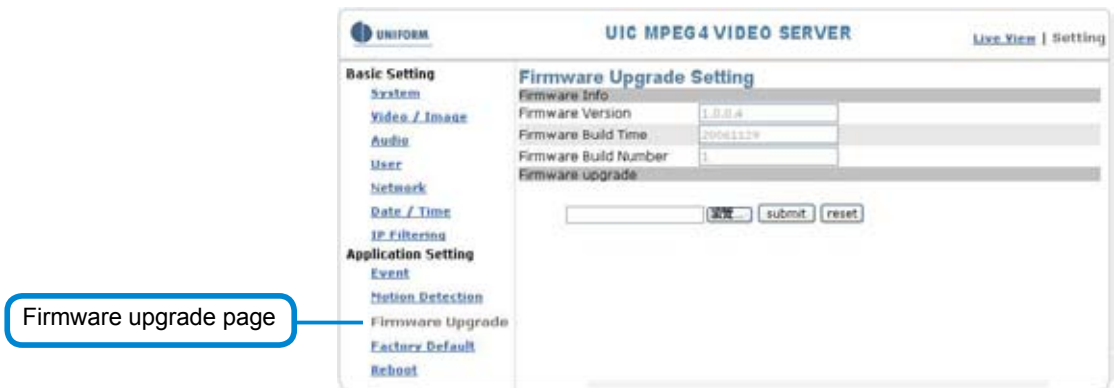 UNIFORM
UIC MPEG4 VIDEO SERVER
Live View | Setting
Basic Setting
System
Video / Image
Audio
User
Network
Date / Time
IP Filtering
Application Setting
Event
Motion Detection
Firmware Upgrade
Factory Default
Reboot
Firmware Upgrade Setting
Firmware Info
Firmware Version 1.0.0.4
Firmware Build Time 20061129
Firmware Build Number 1
Firmware upgrade
瀏覽... submit reset
Firmware upgrade page